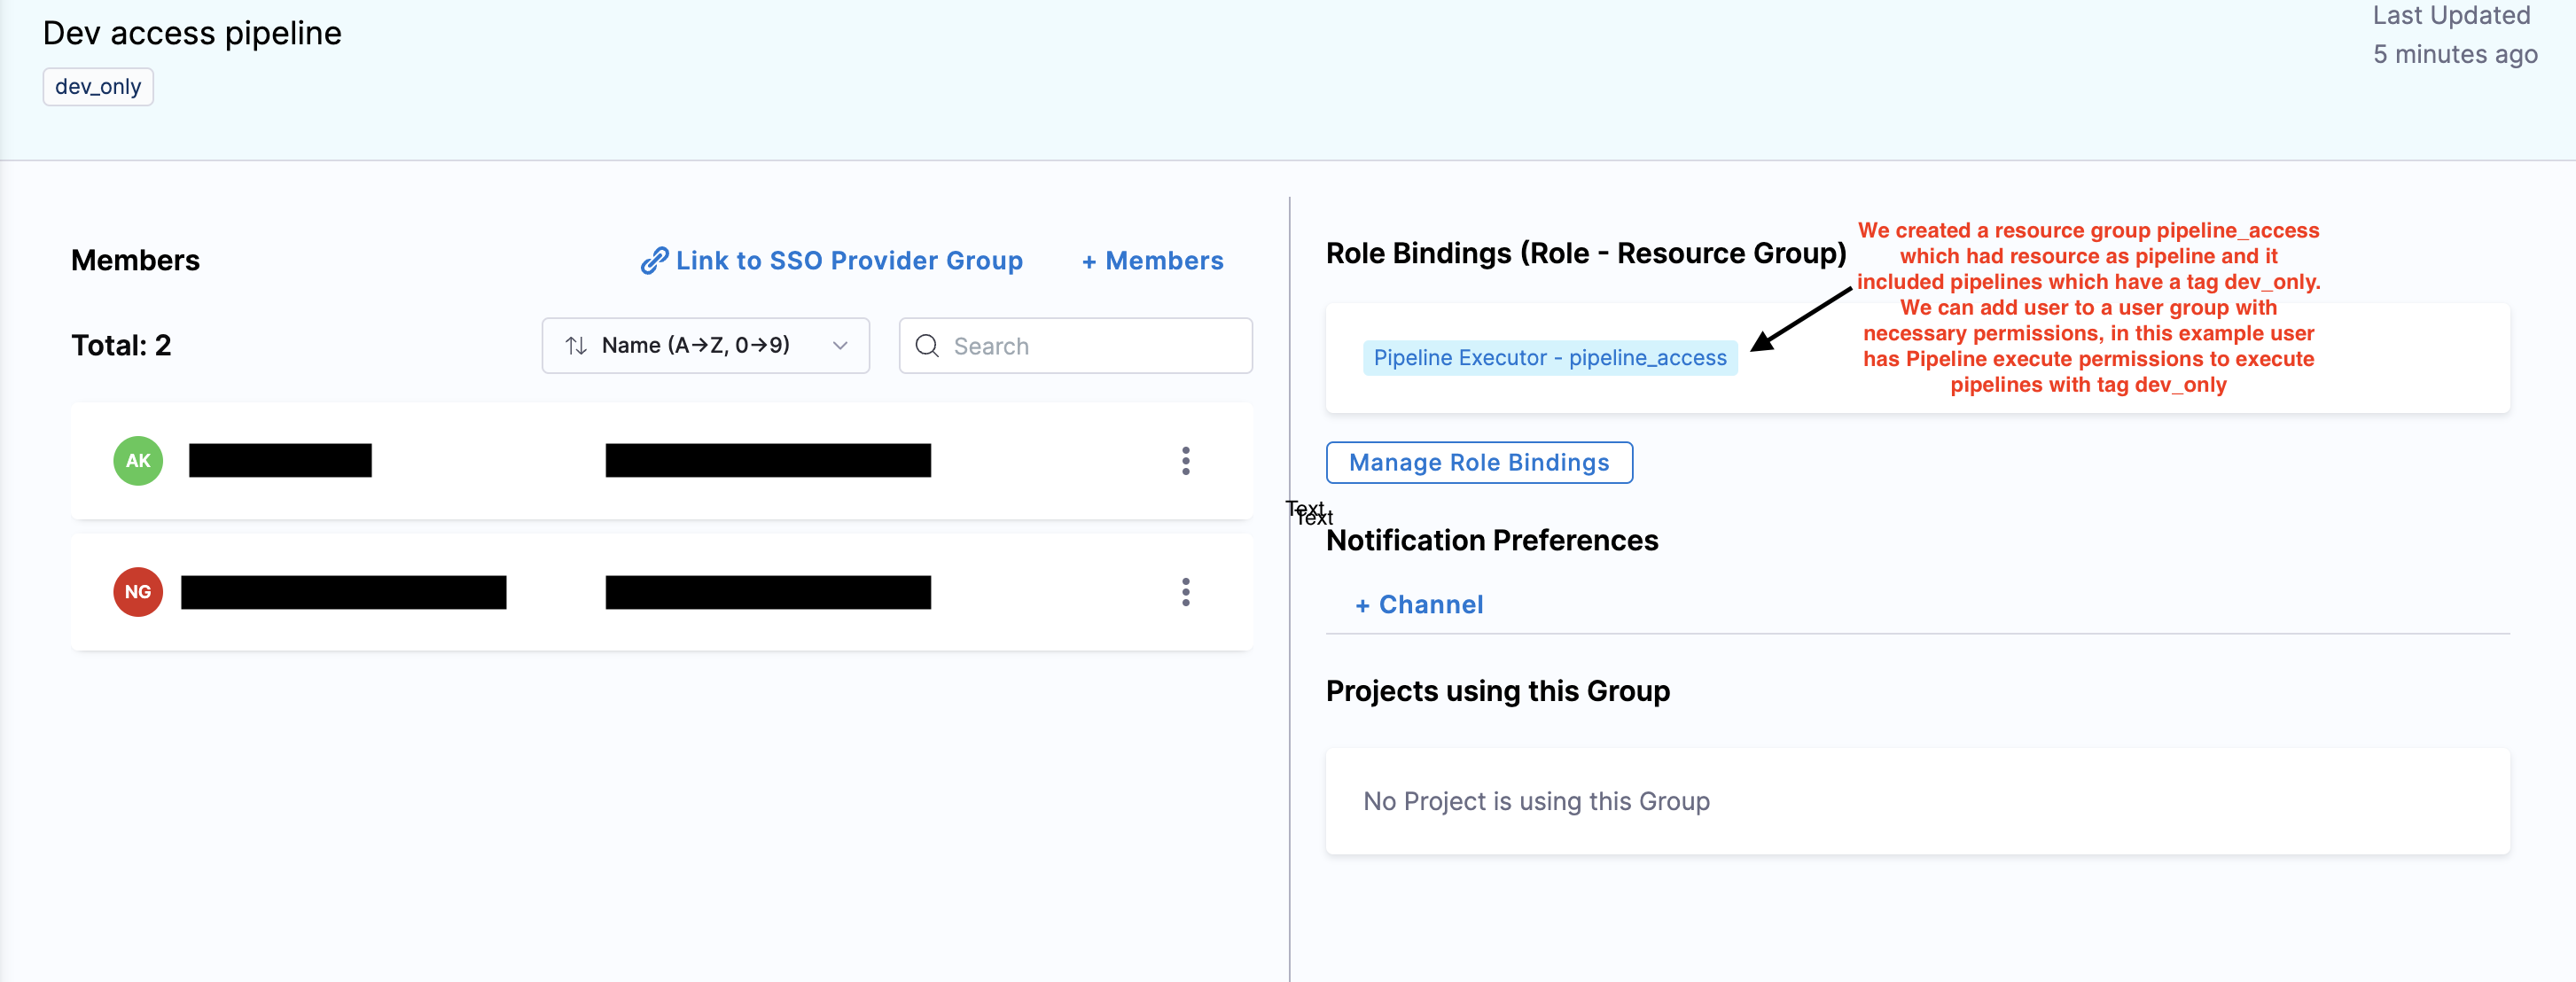 Dev access pipeline
dev_only
Last Updated
5 minutes ago
Members
Link to SSO Provider Group
+ Members
Total: 2
Name (A→Z, 0→9)
Search
AK
NG
Role Bindings (Role - Resource Group)
We created a resource group pipeline_access
which had resource as pipeline and it
included pipelines which have a tag dev_only.
We can add user to a user group with
necessary permissions, in this example user
has Pipeline execute permissions to execute
pipelines with tag dev_only
Pipeline Executor - pipeline_access
Manage Role Bindings
Text
Text
Notification Preferences
+ Channel
Projects using this Group
No Project is using this Group